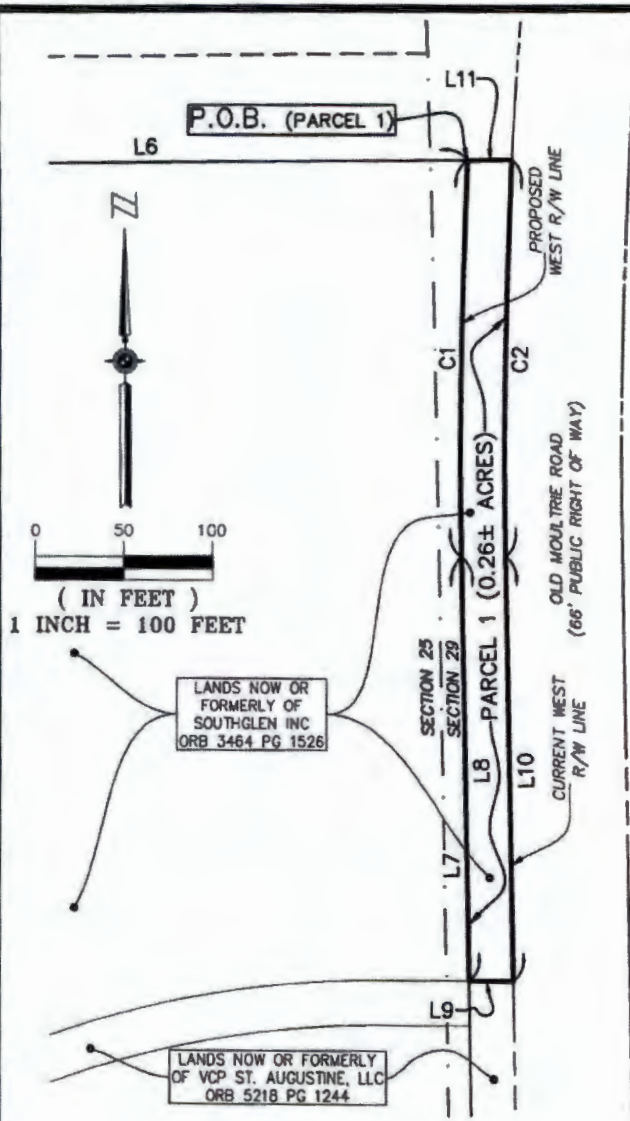 L11
P.O.B. (PARCEL 1)
L6
N
PROPOSED
WEST R/W LINE
C1
C2
0 50 100
( IN FEET )
1 INCH = 100 FEET
PARCEL 1 (0.26± ACRES)
OLD MOULTRIE ROAD
(66' PUBLIC RIGHT OF WAY)
SECTION 25
SECTION 29
LANDS NOW OR
FORMERLY OF
SOUTHGLEN INC
ORB 3464 PG 1526
L8
L10
CURRENT WEST
R/W LINE
L7
L9
LANDS NOW OR FORMERLY
OF VCP ST. AUGUSTINE, LLC
ORB 5218 PG 1244